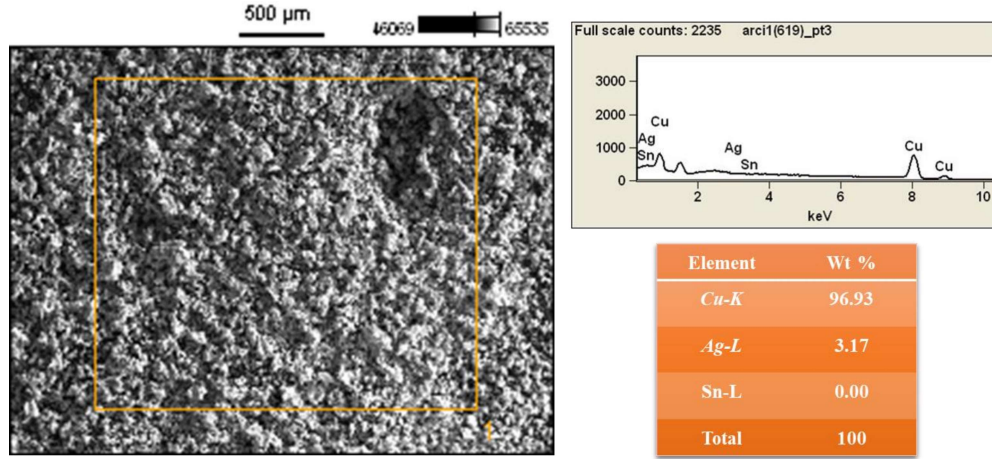 500 µm
46069 65535
1
Full scale counts: 2235 arci1(619)_pt3
3000
2000
1000
0
Cu
Ag
Sn
Ag
Sn
Cu
Cu
2 4 6 8 10
keV
Element Wt %
Cu-K 96.93
Ag-L 3.17
Sn-L 0.00
Total 100